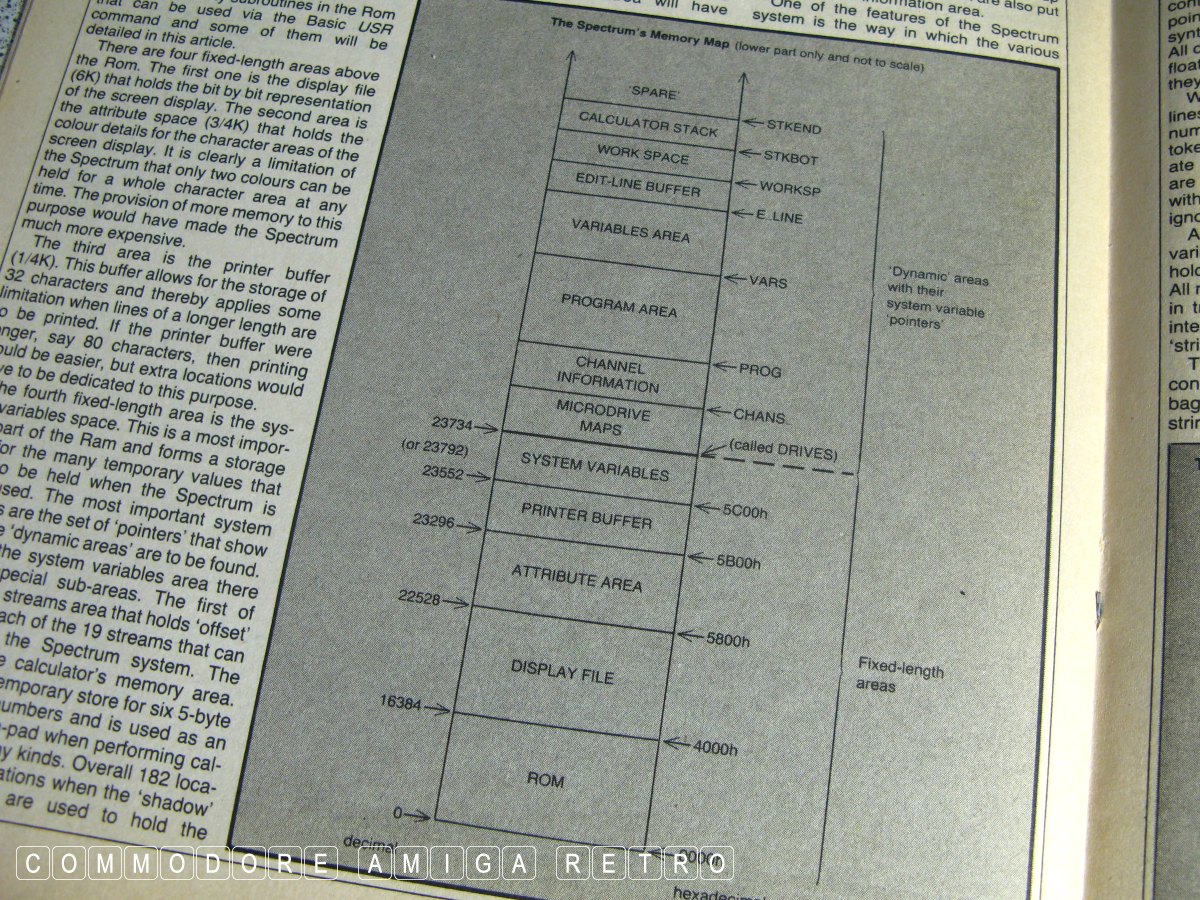 subroutines in the Rom
that can be used via the Basic USR
command and some of them will be
detailed in this article.
There are four fixed-length areas above
the Rom. The first one is the display file
(6K) that holds the bit by bit representation
of the screen display. The second area is
the attribute space (3/4K) that holds the
colour details for the character areas of the
screen display. It is clearly a limitation of
the Spectrum that only two colours can be
held for a whole character area at any
time. The provision of more memory to this
purpose would have made the Spectrum
much more expensive.
The third area is the printer buffer
(1/4K). This buffer allows for the storage of
32 characters and thereby applies some
limitation when lines of a longer length are
to be printed. If the printer buffer were
nger, say 80 characters, then printing
ould be easier, but extra locations would
ve to be dedicated to this purpose.
he fourth fixed-length area is the sys-
variables space. This is a most impor-
part of the Ram and forms a storage
for the many temporary values that
o be held when the Spectrum is
used. The most important system
s are the set of 'pointers' that show
e 'dynamic areas' are to be found.
the system variables area there
pecial sub-areas. The first of
streams area that holds 'offset'
ach of the 19 streams that can
the Spectrum system. The
e calculator's memory area.
emporary store for six 5-byte
umbers and is used as an
-pad when performing cal-
y kinds. Overall 182 loca-
ations when the 'shadow'
are used to hold the
will have
system is the way in which the various
One of the features of the Spectrum
information area.
are also put
The Spectrum's Memory Map (lower part only and not to scale)
'SPARE'
CALCULATOR STACK
STKEND
WORK SPACE
STKBOT
EDIT-LINE BUFFER
WORKSP
E..LINE
VARIABLES AREA
VARS
'Dynamic' areas
with their
system variable
'pointers'
PROGRAM AREA
PROG
CHANNEL
INFORMATION
CHANS
MICRODRIVE
MAPS
23734
(or 23792)
(called DRIVES)
SYSTEM VARIABLES
23552
5C00h
PRINTER BUFFER
23296
5B00h
ATTRIBUTE AREA
22528
5800h
DISPLAY FILE
Fixed-length
areas
16384
4000h
ROM
0
decimal
0000h
hexadecimal
COMMODORE AMIGA RETRO